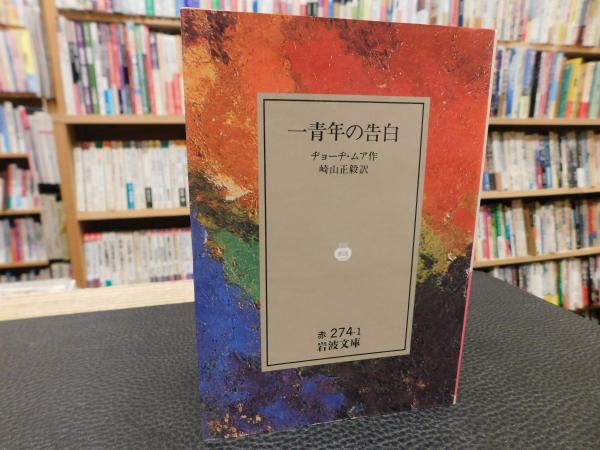 一青年の告白
ヂョーヂ・ムア作
崎山正毅訳
赤 274-1
岩波文庫